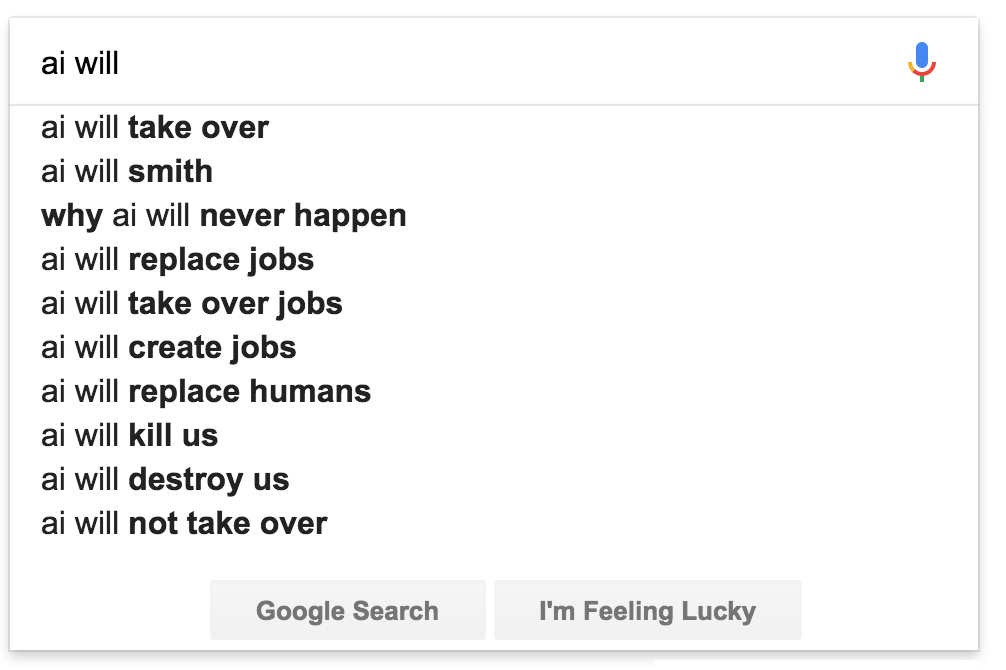 ai will
ai will take over
ai will smith
why ai will never happen
ai will replace jobs
ai will take over jobs
ai will create jobs
ai will replace humans
ai will kill us
ai will destroy us
ai will not take over
Google Search
I'm Feeling Lucky